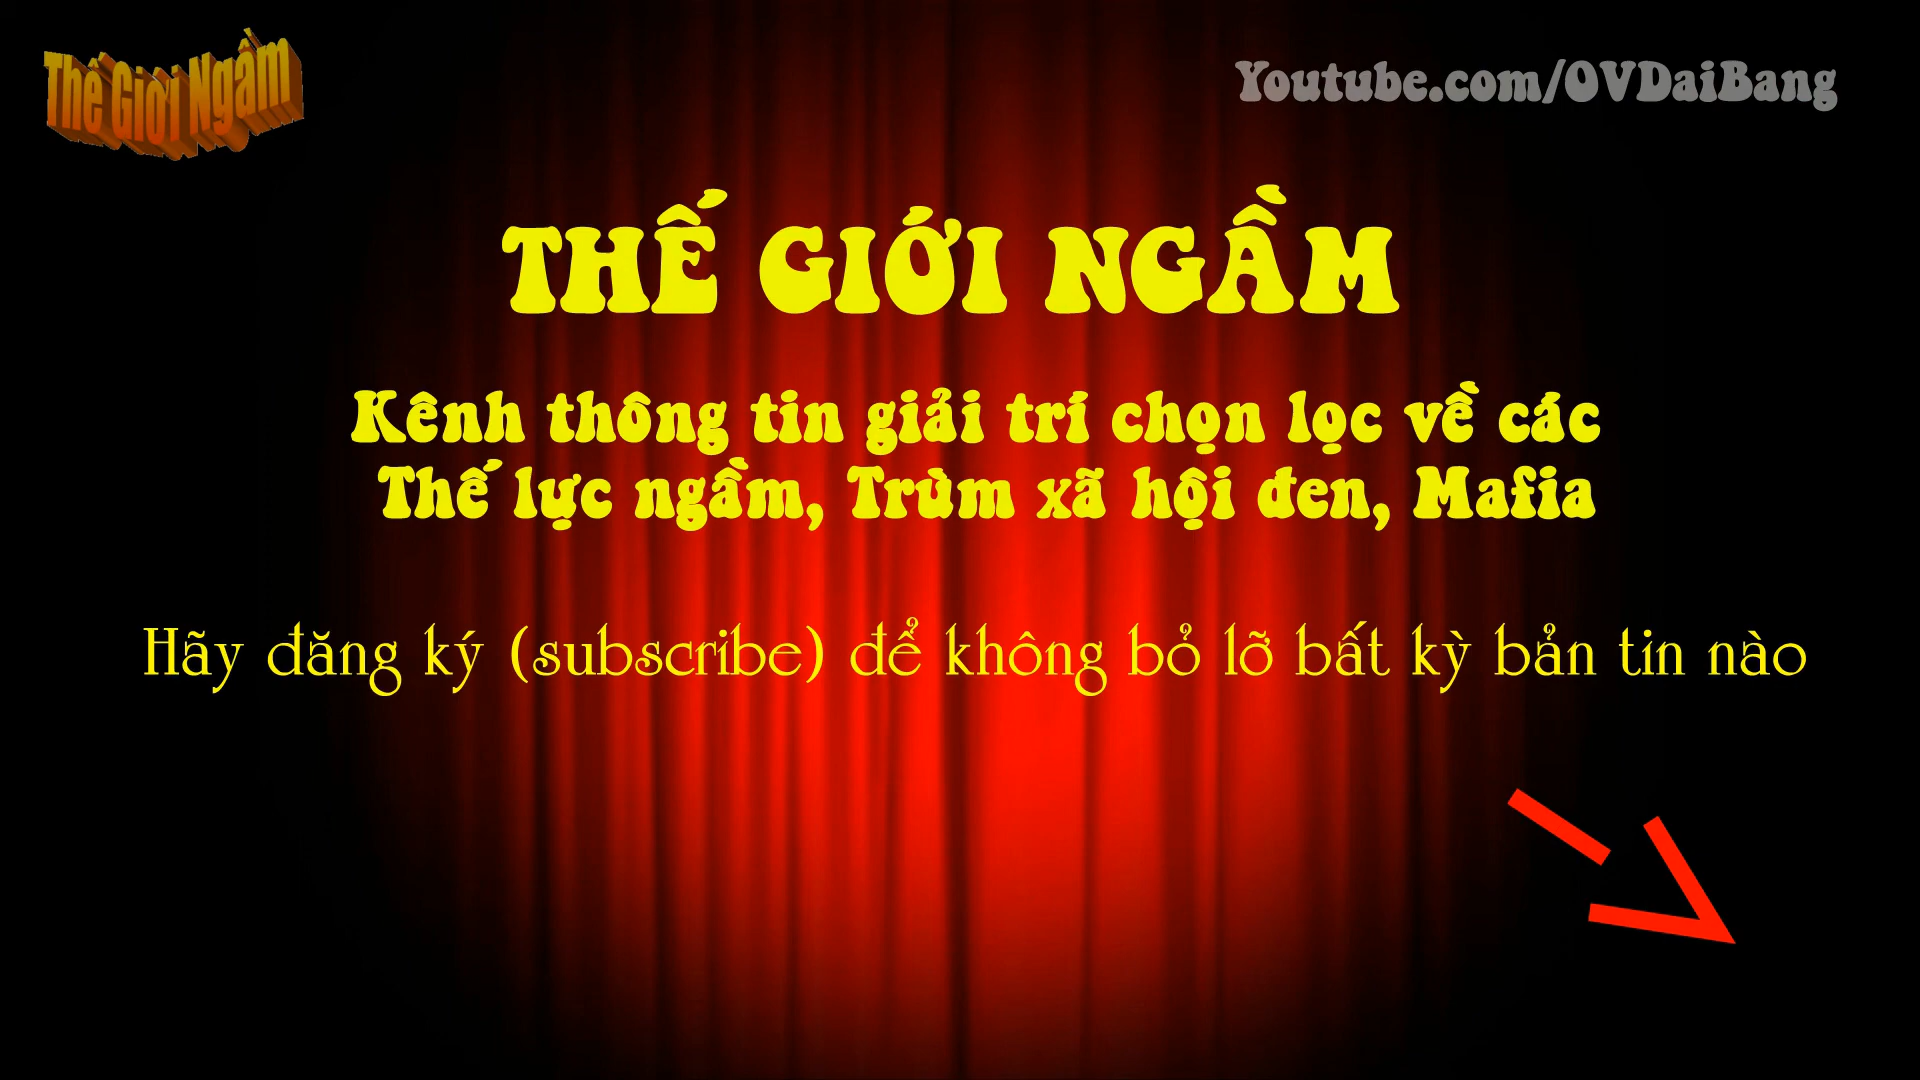 Thế Giới Ngầm
Youtube.com/OVDaiBang
THẾ GIỚI NGẦM
Kênh thông tin giải trí chọn lọc về các
Thế lực ngầm, Trùm xã hội đen, Mafia
Hãy đăng ký (subscribe) để không bỏ lỡ bất kỳ bản tin nào